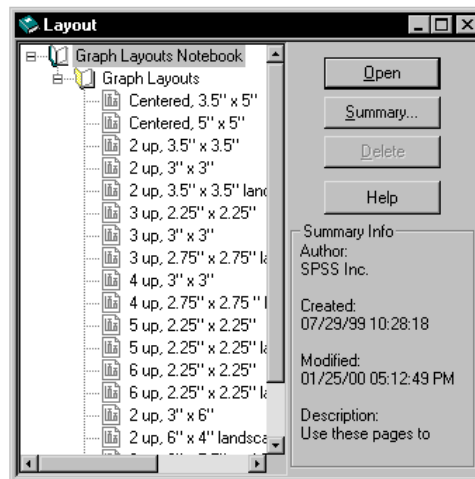 Layout
Graph Layouts Notebook
Graph Layouts
Centered, 3.5" x 5"
Centered, 5" x 5"
2 up, 3.5" x 3.5"
2 up, 3" x 3"
2 up, 3.5" x 3.5" land
3 up, 2.25" x 2.25"
3 up, 3" x 3"
3 up, 2.75" x 2.75" la
4 up, 3" x 3"
4 up, 2.75" x 2.75 " l
5 up, 2.25" x 2.25"
5 up, 2.25" x 2.25" la
6 up, 2.25" x 2.25"
6 up, 2.25" x 2.25" la
2 up, 3" x 6"
2 up, 6" x 4" landsca
Open
Summary...
Delete
Help
Summary Info
Author:
SPSS Inc.
Created:
07/29/99 10:28:18
Modified:
01/25/00 05:12:49 PM
Description:
Use these pages to